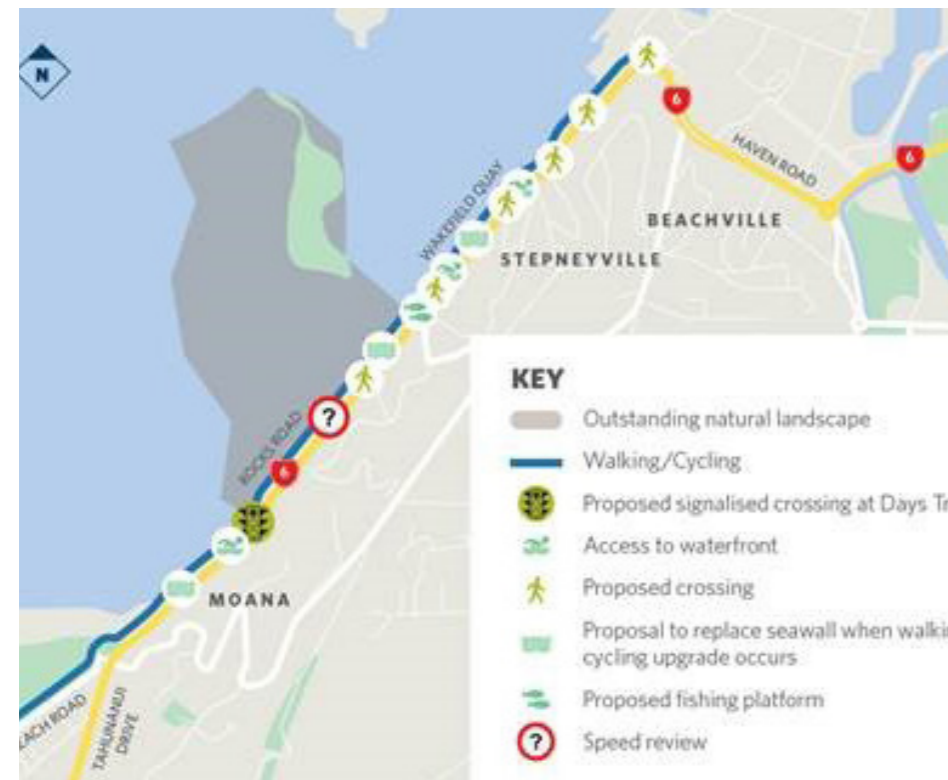 N
6
HAVEN ROAD
6
WAKEFIELD QUAY
BEACHVILLE
STEPNEYVILLE
?
ROCKS ROAD
6
MOANA
TAHUNANUI
DRIVE
ROAD
KEY
Outstanding natural landscape
Walking/Cycling
Proposed signalised crossing at Days
Access to waterfront
Proposed crossing
Proposal to replace seawall when
cycling upgrade occurs
Proposed fishing platform
? Speed review